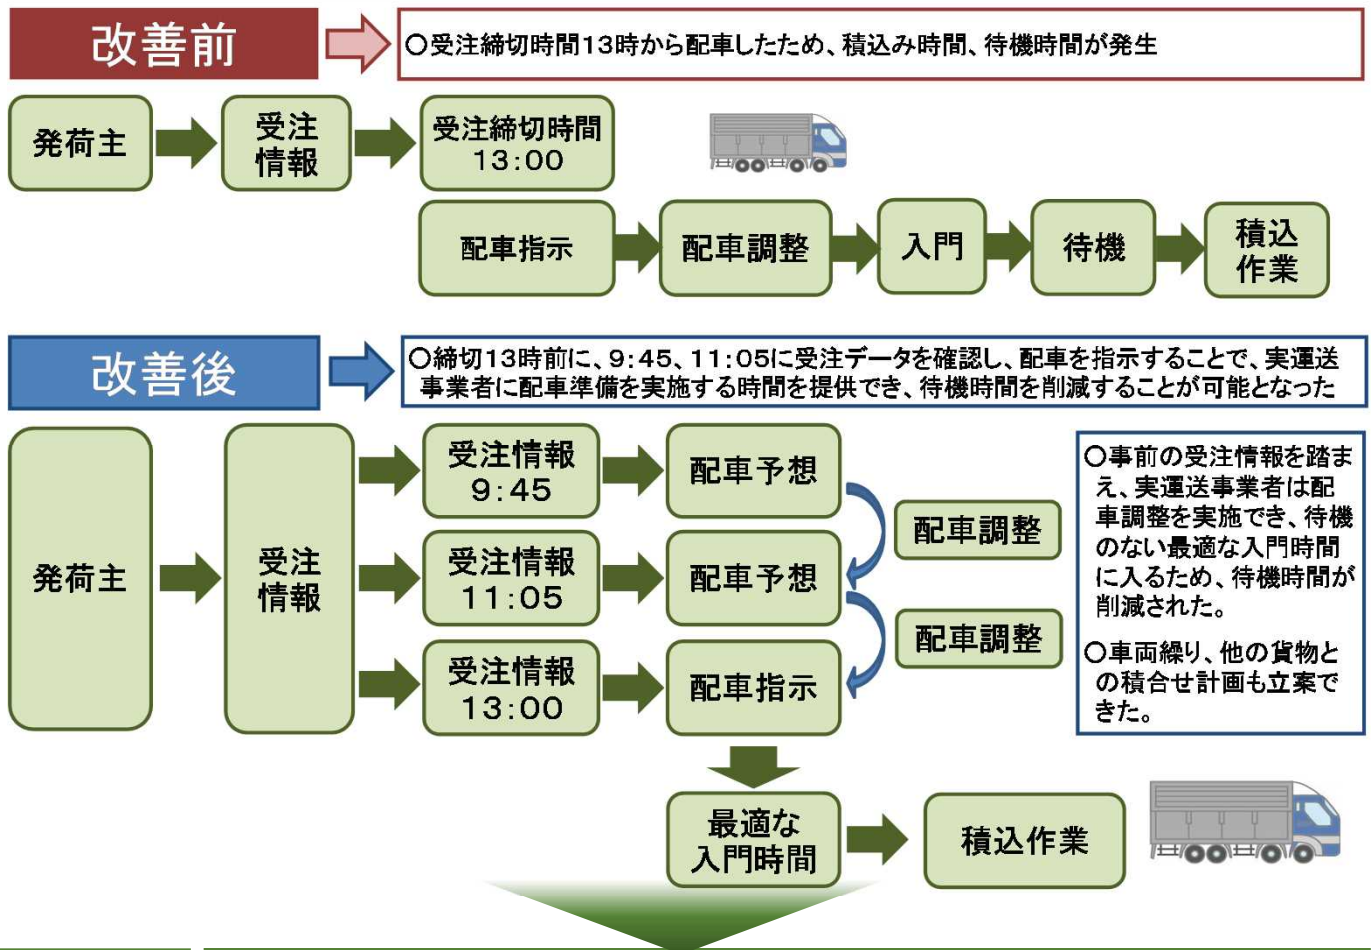 改善前
○受注締切時間13時から配車したため、積込み時間、待機時間が発生
発荷主
受注
情報
受注締切時間
13:00
配車指示
配車調整
入門
待機
積込
作業
改善後
○締切13時前に、9:45、11:05に受注データを確認し、配車を指示することで、実運送
事業者に配車準備を実施する時間を提供でき、待機時間を削減することが可能となった
発荷主
受注
情報
受注情報
9:45
配車予想
配車調整
受注情報
11:05
配車予想
配車調整
受注情報
13:00
配車指示
○事前の受注情報を踏ま
え、実運送事業者は配
車調整を実施でき、待機
のない最適な入門時間
に入るため、待機時間が
削減された。
○車両繰り、他の貨物と
の積合せ計画も立案で
きた。
最適な
入門時間
積込作業